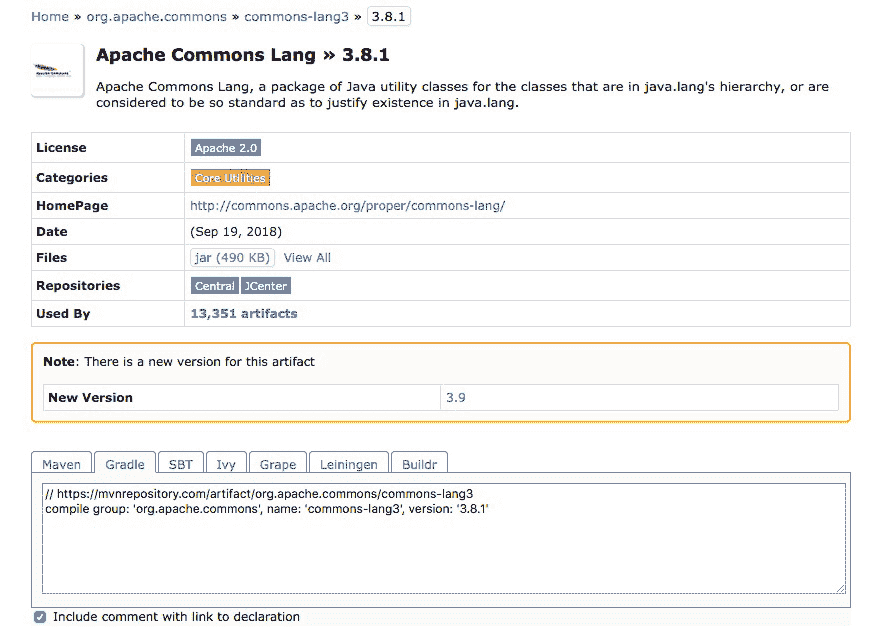 Home » org.apache.commons » commons-lang3 » 3.8.1
Apache Commons Lang » 3.8.1
Apache Commons Lang, a package of Java utility classes for the classes that are in java.lang's hierarchy, or are
considered to be so standard as to justify existence in java.lang.
License Apache 2.0
Categories Core Utilities
HomePage http://commons.apache.org/proper/commons-lang/
Date (Sep 19, 2018)
Files jar (490 KB) View All
Repositories Central JCenter
Used By 13,351 artifacts
Note: There is a new version for this artifact
New Version 3.9
Maven Gradle SBT Ivy Grape Leiningen Buildr
// https://mvnrepository.com/artifact/org.apache.commons/commons-lang3
compile group: 'org.apache.commons', name: 'commons-lang3', version: '3.8.1'
Include comment with link to declaration